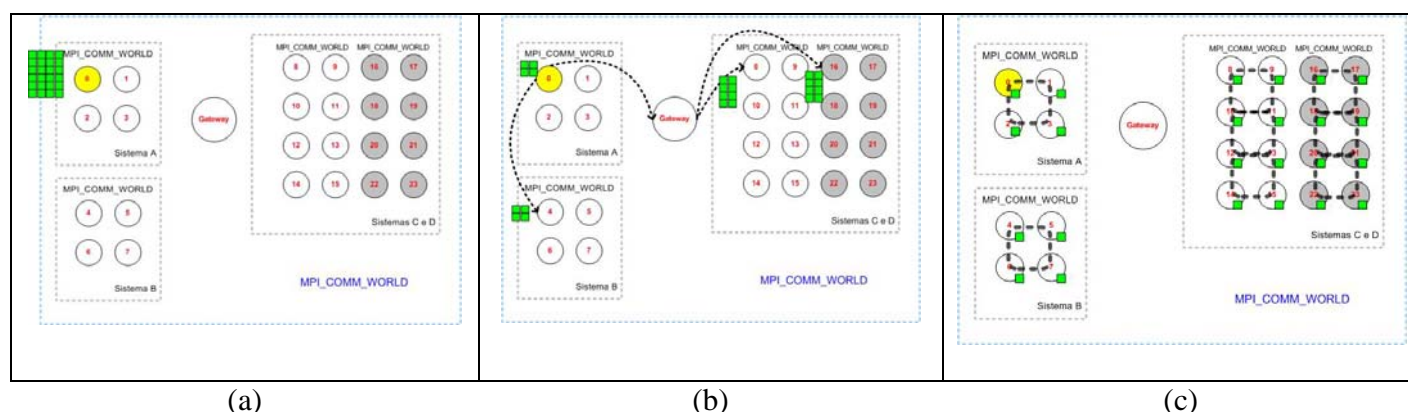 MPI_COMM_WORLD
0 1
2 3
Sistema A
MPI_COMM_WORLD
4 5
6 7
Sistema B
Gateway
MPI_COMM_WORLD MPI_COMM_WORLD
8 9 16 17
10 11 18 19
12 13 20 21
14 15 22 23
Sistemas C e D
MPI_COMM_WORLD
(a)
MPI_COMM_WORLD
0 1
2 3
Sistema A
MPI_COMM_WORLD
4 5
6 7
Sistema B
Gateway
MPI_COMM_WORLD MPI_COMM_WORLD
8 9 16 17
10 11 18 19
12 13 20 21
14 15 22 23
Sistemas C e D
MPI_COMM_WORLD
(b)
MPI_COMM_WORLD
Sistema A
MPI_COMM_WORLD
4 5
Sistema B
Gateway
MPI_COMM_WORLD MPI_COMM_WORLD
Sistemas C e D
MPI_COMM_WORLD
(c)